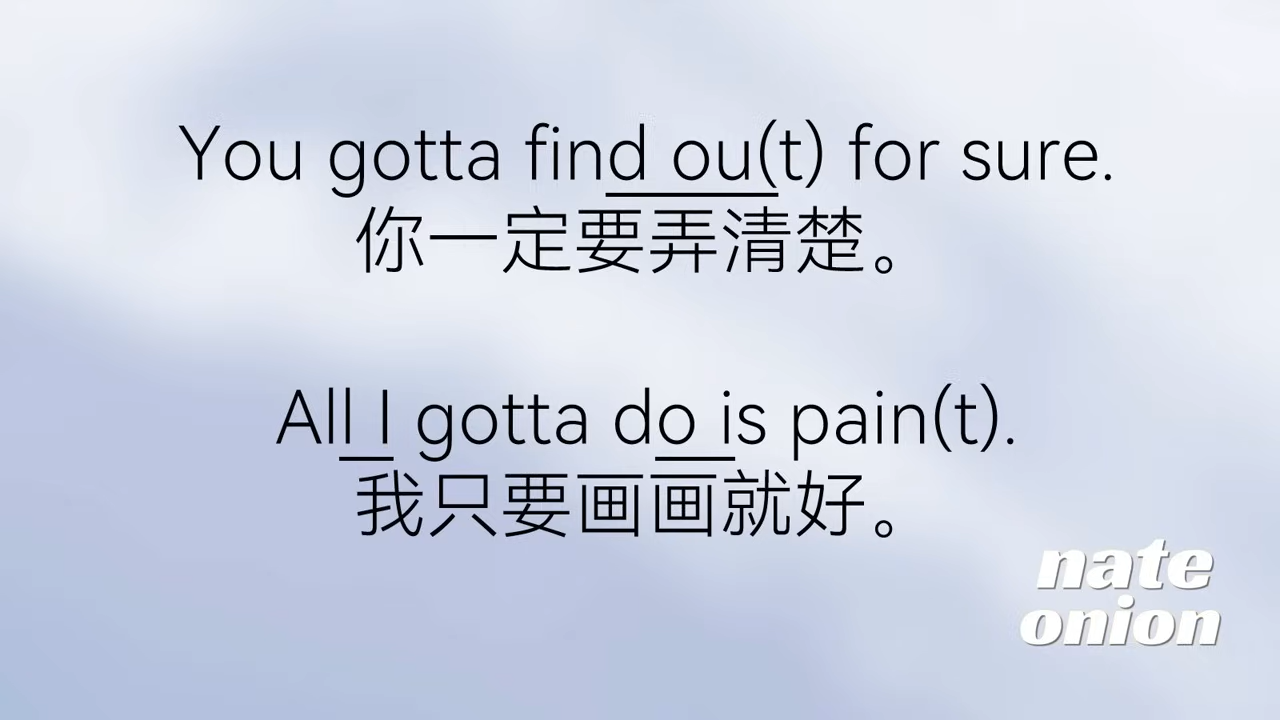 You gotta find ou(t) for sure.
你一定要弄清楚。
All I gotta do is pain(t).
我只要画画就好。
nate
onion